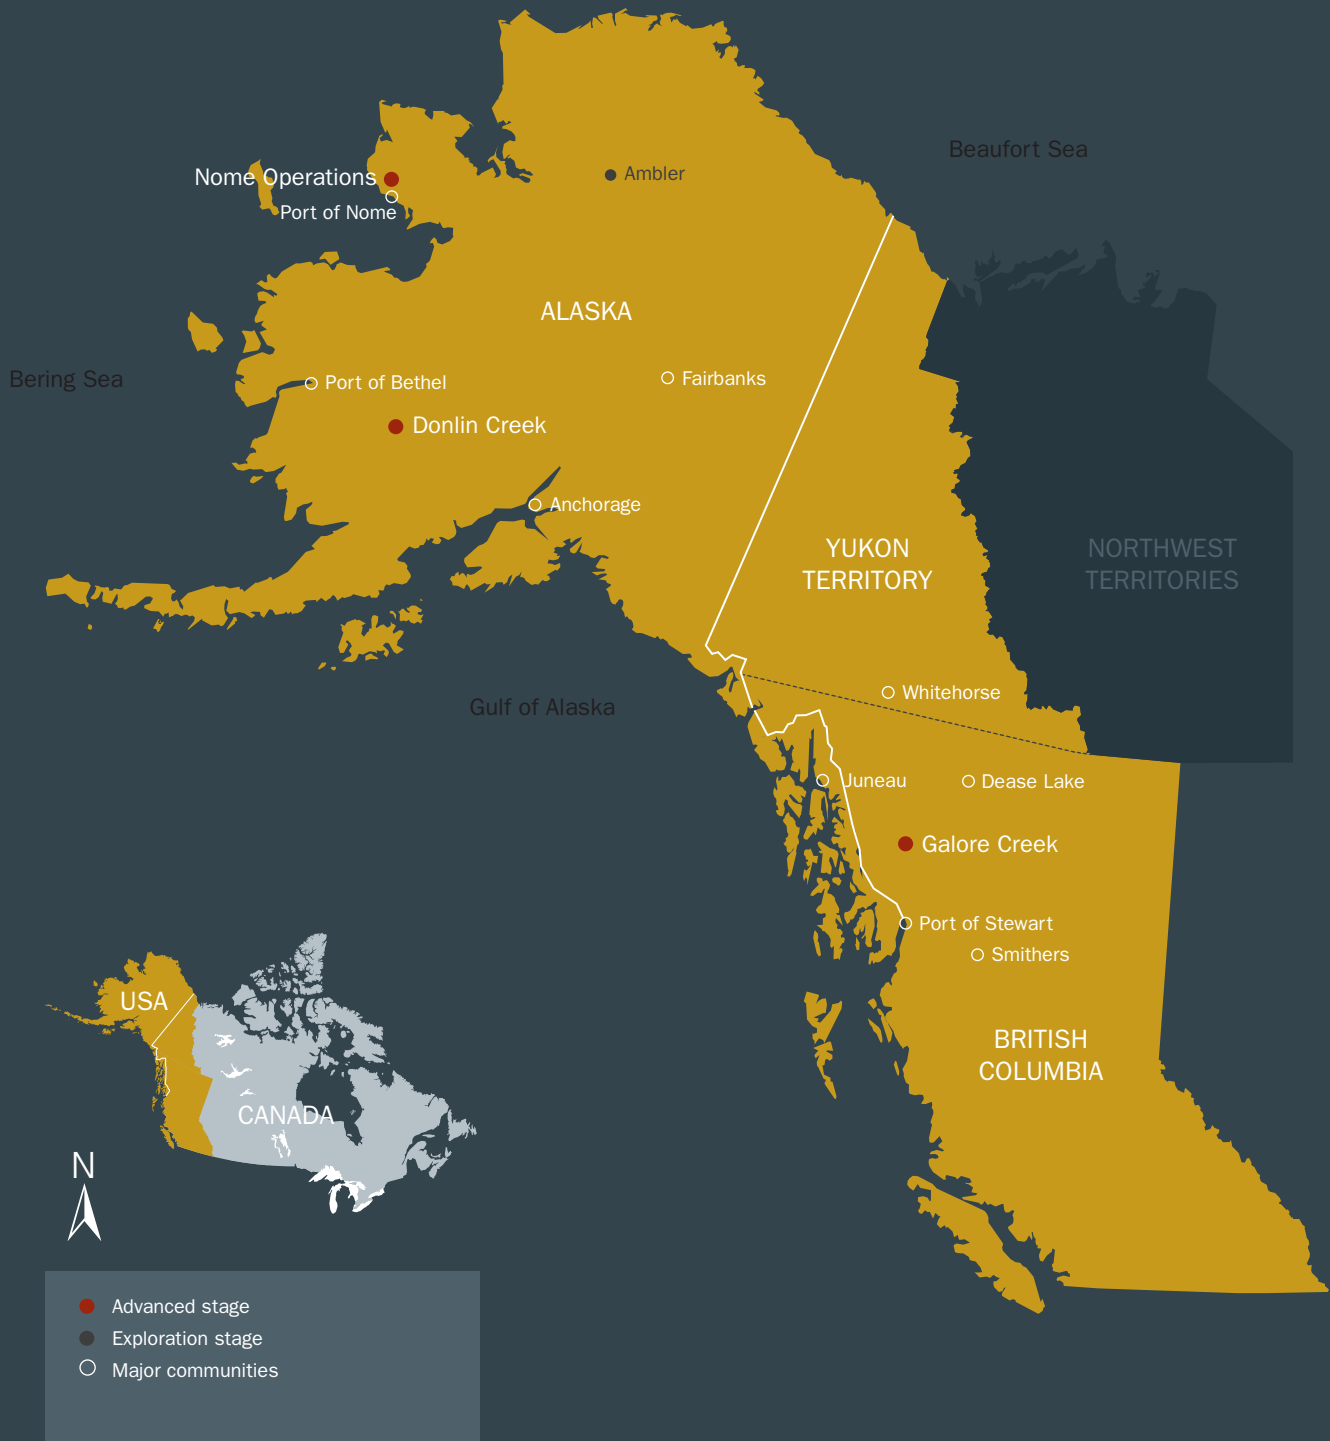 Beaufort Sea
Nome Operations
Ambler
Port of Nome
ALASKA
Bering Sea
Port of Bethel
Fairbanks
Donlin Creek
Anchorage
YUKON
TERRITORY
NORTHWEST
TERRITORIES
Whitehorse
Gulf of Alaska
Juneau
Dease Lake
Galore Creek
Port of Stewart
Smithers
USA
BRITISH
COLUMBIA
CANADA
N
Advanced stage
Exploration stage
Major communities